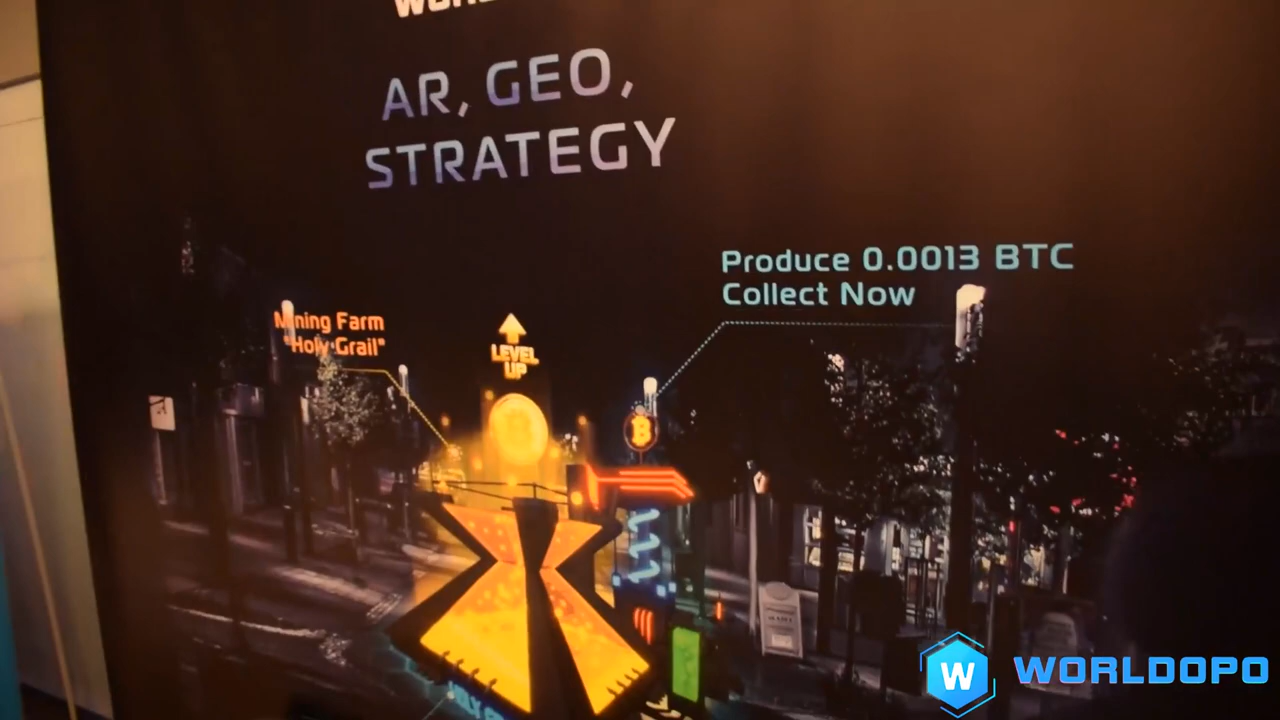 AR, GEO,
STRATEGY
Produce 0.0013 BTC
Collect Now
Mining Farm
"Holy Grail"
LEVEL
UP
W WORLDOPO